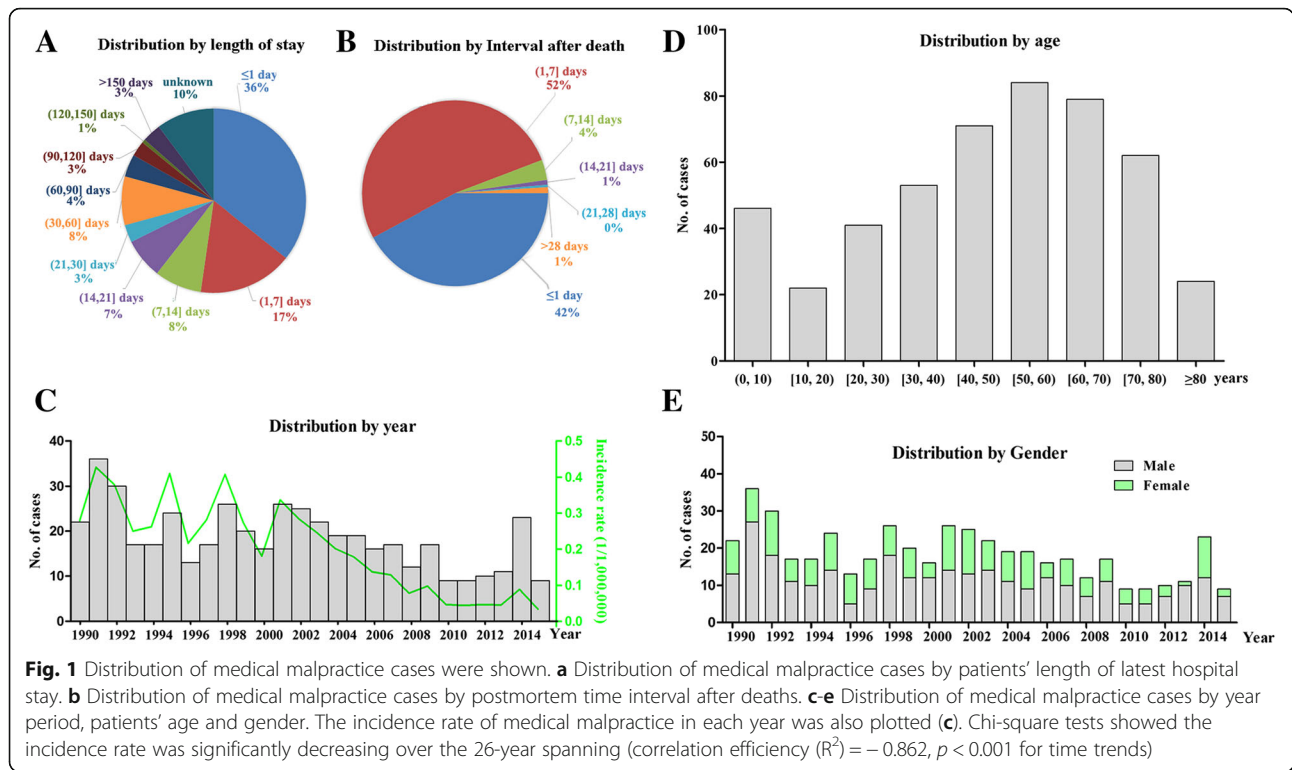 A
Distribution by length of stay
>150 days
3%
unknown
10%
≤1 day
36%
(120,150] days
1%
(90,120] days
3%
(60,90] days
4%
(30,60] days
8%
(21,30] days
3%
(14,21] days
7%
(7,14] days
8%
(1,7] days
17%
B
Distribution by Interval after death
(1,7] days
52%
(7,14] days
4%
(14,21] days
1%
(21,28] days
0%
>28 days
1%
≤1 day
42%
D
Distribution by age
No. of cases
100
80
60
40
20
0
(0, 10) [10, 20) [20, 30) [30, 40) [40, 50) [50, 60) [60, 70) [70, 80) ≥80 years
C
Distribution by year
No. of cases
40
30
20
10
0
Incidence rate (1/1,000,000)
0.5
0.4
0.3
0.2
0.1
0.0
1990 1992 1994 1996 1998 2000 2002 2004 2006 2008 2010 2012 2014 Year
E
Distribution by Gender
Male
Female
No. of cases
50
40
30
20
10
0
1990 1992 1994 1996 1998 2000 2002 2004 2006 2008 2010 2012 2014 Year
Fig. 1 Distribution of medical malpractice cases were shown. a Distribution of medical malpractice cases by patients' length of latest hospital
stay. b Distribution of medical malpractice cases by postmortem time interval after deaths. c-e Distribution of medical malpractice cases by year
period, patients' age and gender. The incidence rate of medical malpractice in each year was also plotted (c). Chi-square tests showed the
incidence rate was significantly decreasing over the 26-year spanning (correlation efficiency (R²) = − 0.862, p < 0.001 for time trends)